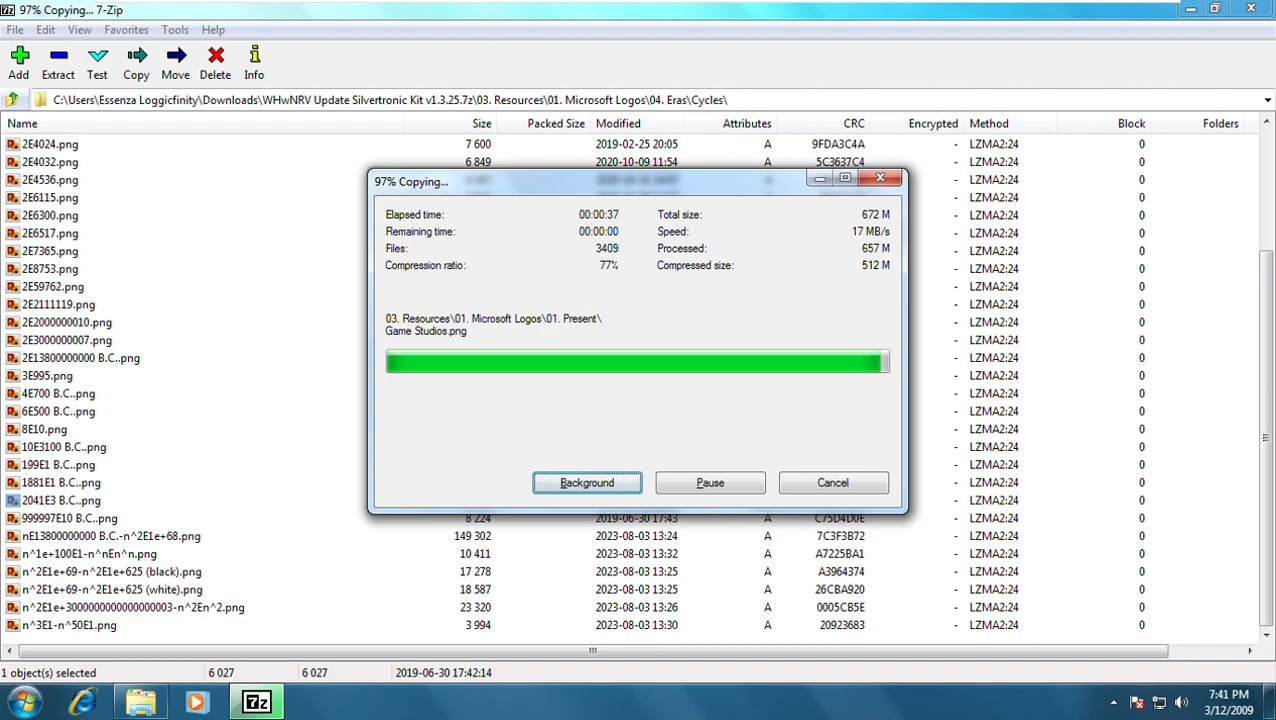 97% Copying... 7-Zip
File Edit View Favorites Tools Help
Add Extract Test Copy Move Delete Info
C:\Users\Essenza Loggicfinity\Downloads\WHwNRV Update Silvertronic Kit v1.3.25.7z\03. Resources\01. Microsoft Logos\04. Eras\Cycles\
Name Size Packed Size Modified Attributes CRC Encrypted Method Block Folders
2E4024.png 7 600 2019-02-25 20:05 A 9FDA3C4A - LZMA2:24 0
2E4032.png 6 849 2020-10-09 11:54 A 5C3637C4 - LZMA2:24 0
2E4536.png - LZMA2:24 0
2E6115.png - LZMA2:24 0
2E6300.png - LZMA2:24 0
2E6517.png - LZMA2:24 0
2E7365.png - LZMA2:24 0
2E8753.png - LZMA2:24 0
2E59762.png - LZMA2:24 0
2E2111119.png - LZMA2:24 0
2E2000000010.png - LZMA2:24 0
2E3000000007.png - LZMA2:24 0
2E13800000000 B.C..png - LZMA2:24 0
3E995.png - LZMA2:24 0
4E700 B.C..png - LZMA2:24 0
6E500 B.C..png - LZMA2:24 0
8E10.png - LZMA2:24 0
10E3100 B.C..png - LZMA2:24 0
199E1 B.C..png - LZMA2:24 0
1881E1 B.C..png - LZMA2:24 0
2041E3 B.C..png - LZMA2:24 0
999997E10 B.C..png 8 224 2019-06-30 17:43 A C75D4D0E - LZMA2:24 0
nE13800000000 B.C.-n^2E1e+68.png 149 302 2023-08-03 13:24 A 7C3F3B72 - LZMA2:24 0
n^1e+100E1-n^nEn^n.png 10 411 2023-08-03 13:32 A A7225BA1 - LZMA2:24 0
n^2E1e+69-n^2E1e+625 (black).png 17 278 2023-08-03 13:25 A A3964374 - LZMA2:24 0
n^2E1e+69-n^2E1e+625 (white).png 18 587 2023-08-03 13:25 A 26CBA920 - LZMA2:24 0
n^2E1e+3000000000000000003-n^2En^2.png 23 320 2023-08-03 13:26 A 0005CB5E - LZMA2:24 0
n^3E1-n^50E1.png 3 994 2023-08-03 13:30 A 20923683 - LZMA2:24 0
97% Copying...
Elapsed time: 00:00:37 Total size: 672 M
Remaining time: 00:00:00 Speed: 17 MB/s
Files: 3409 Processed: 657 M
Compression ratio: 77% Compressed size: 512 M
03. Resources\01. Microsoft Logos\01. Present\
Game Studios.png
Background Pause Cancel
1 object(s) selected 6 027 6 027 2019-06-30 17:42:14
7z
7:41 PM
3/12/2009